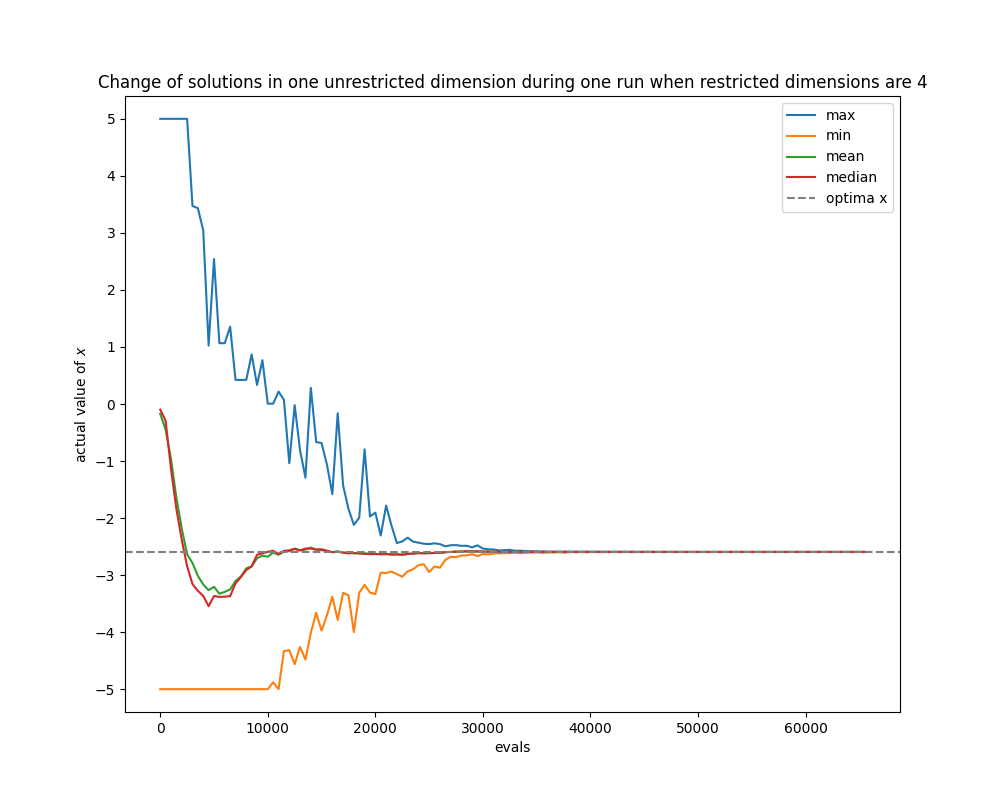 Change of solutions in one unrestricted dimension during one run when restricted dimensions are 4
max
min
mean
median
optima x
5
4
3
2
1
0
−1
−2
−3
−4
−5
actual value of x
0 10000 20000 30000 40000 50000 60000
evals